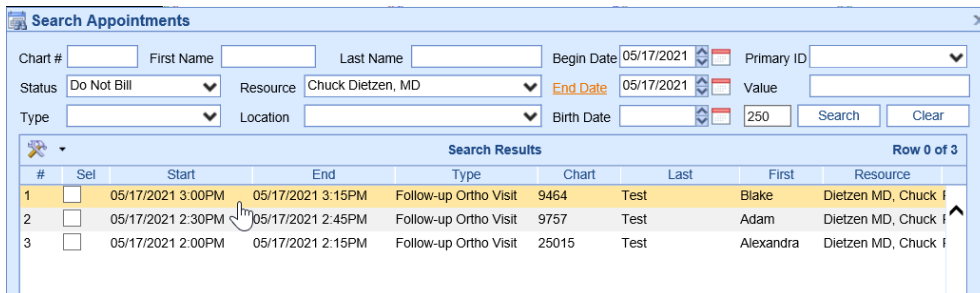 Search Appointments
Chart # First Name Last Name Begin Date 05/17/2021 Primary ID
Status Do Not Bill Resource Chuck Dietzen, MD End Date 05/17/2021 Value
Type Location Birth Date 250 Search Clear
Search Results Row 0 of 3
# Sel Start End Type Chart Last First Resource
1 05/17/2021 3:00PM 05/17/2021 3:15PM Follow-up Ortho Visit 9464 Test Blake Dietzen MD, Chuck
2 05/17/2021 2:30PM 05/17/2021 2:45PM Follow-up Ortho Visit 9757 Test Adam Dietzen MD, Chuck
3 05/17/2021 2:00PM 05/17/2021 2:15PM Follow-up Ortho Visit 25015 Test Alexandra Dietzen MD, Chuck